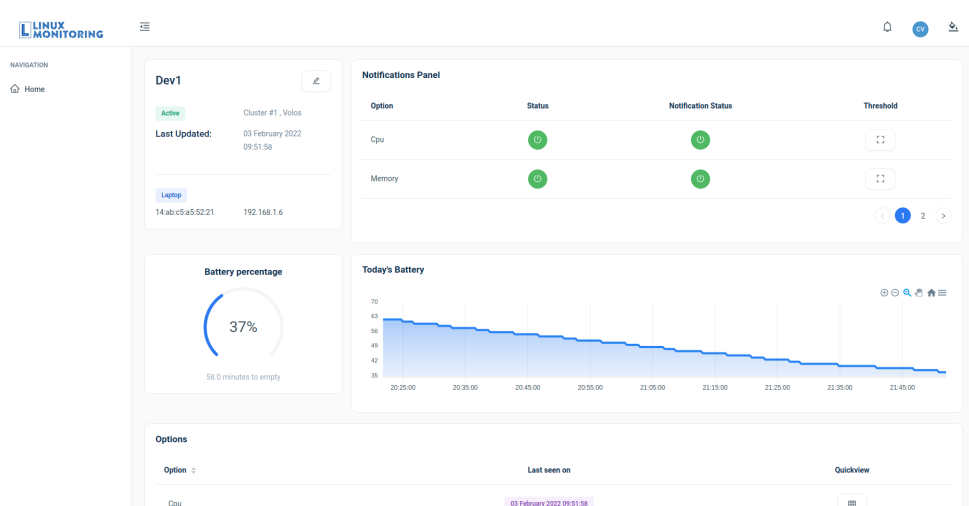 LINUX
MONITORING
CV
NAVIGATION
Home
Dev1
Active
Cluster #1 , Volos
Last Updated:
03 February 2022
09:51:58
Laptop
14:ab:c5:a5:52:21
192.168.1.6
Notifications Panel
Option Status Notification Status Threshold
Cpu
Memory
1 2
Battery percentage
37%
58.0 minutes to empty
Today's Battery
70
63
56
49
42
35
20:25:00 20:35:00 20:45:00 20:55:00 21:05:00 21:15:00 21:25:00 21:35:00 21:45:00
Options
Option Last seen on Quickview
Cpu 03 February 2022 09:51:58